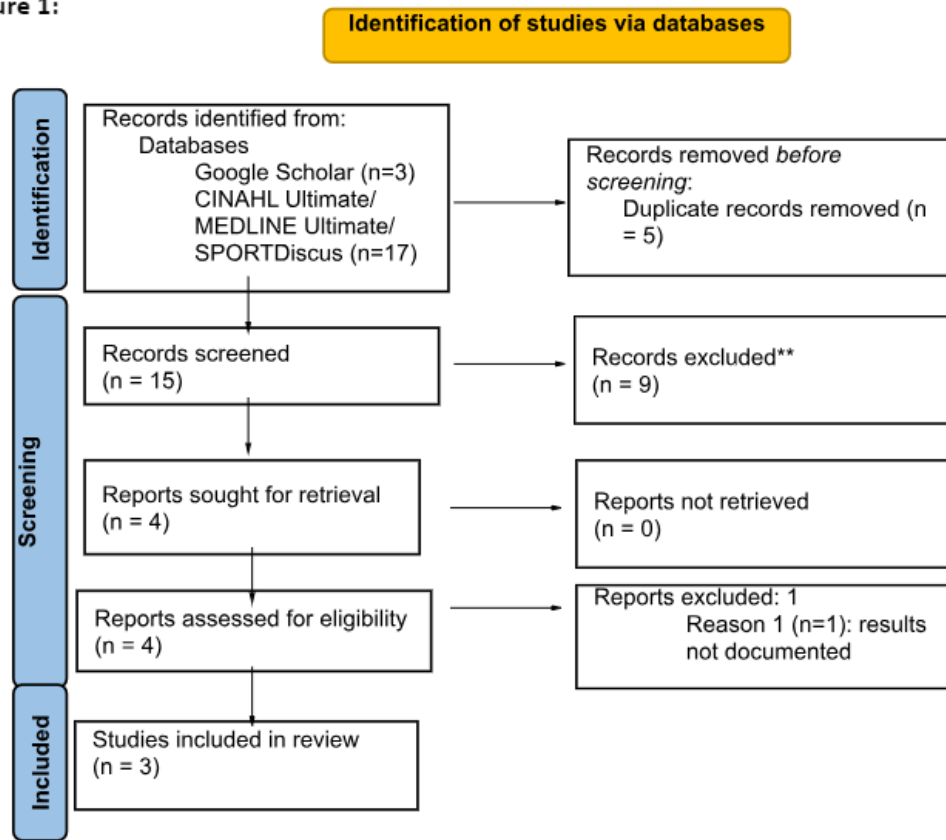 ure 1:
Identification of studies via databases
Identification
Records identified from:
Databases
Google Scholar (n=3)
CINAHL Ultimate/
MEDLINE Ultimate/
SPORTDiscus (n=17)
Records removed before
screening:
Duplicate records removed (n
= 5)
Screening
Records screened
(n = 15)
Records excluded**
(n = 9)
Reports sought for retrieval
(n = 4)
Reports not retrieved
(n = 0)
Reports assessed for eligibility
(n = 4)
Reports excluded: 1
Reason 1 (n=1): results
not documented
Included
Studies included in review
(n = 3)